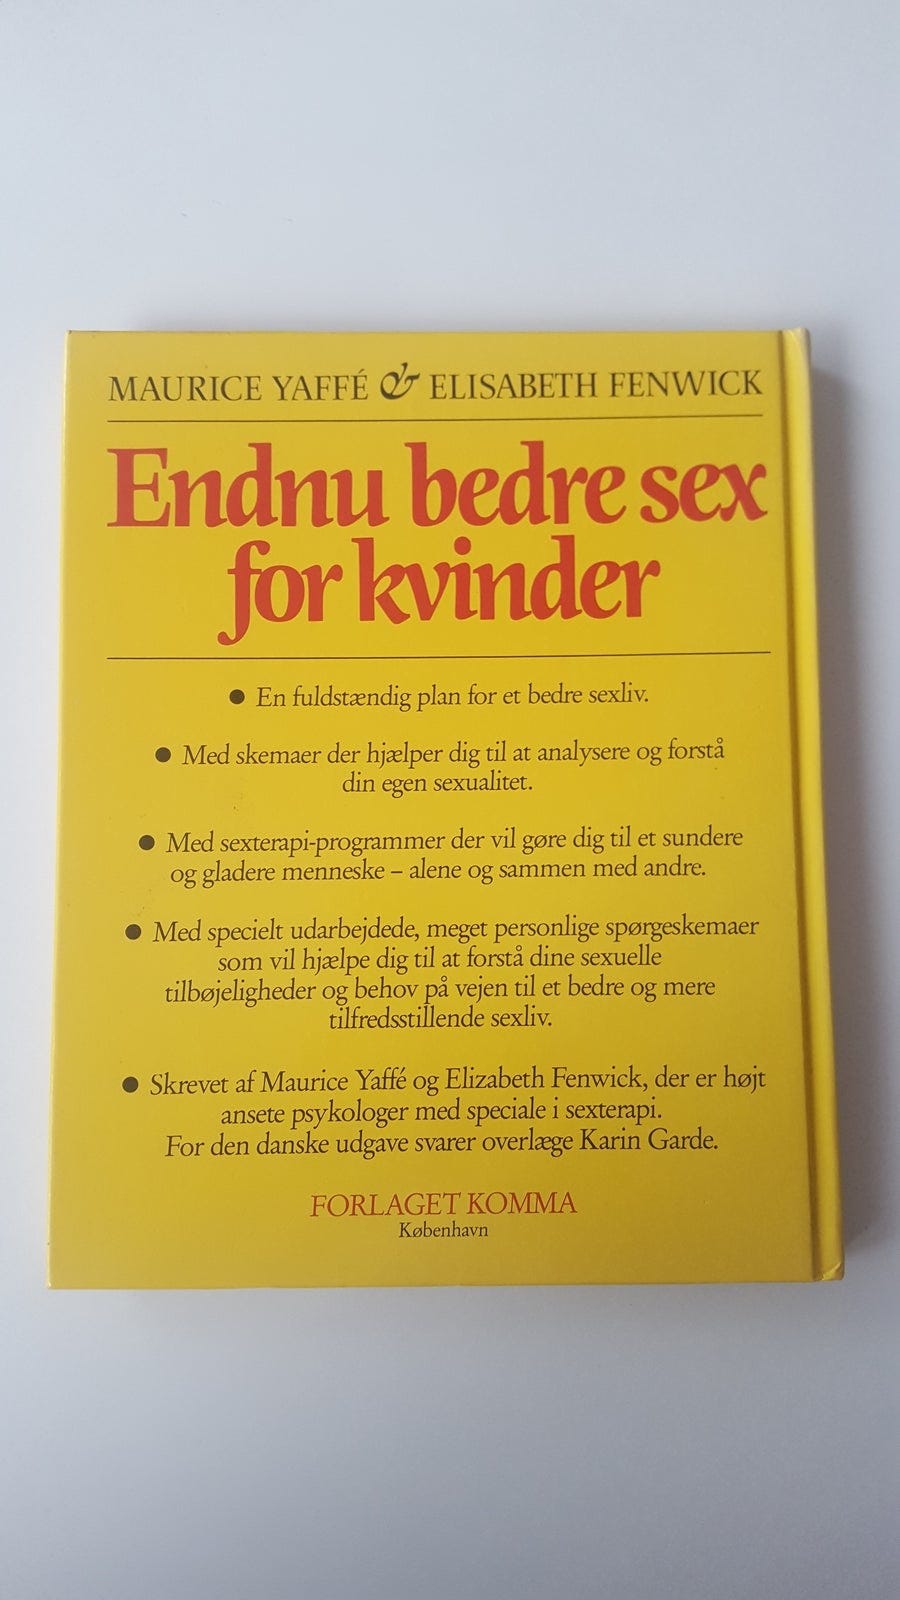 MAURICE YAFFÉ & ELISABETH FENWICK
Endnu bedre sex
for kvinder
● En fuldstændig plan for et bedre sexliv.
● Med skemaer der hjælper dig til at analysere og forstå
din egen sexualitet.
● Med sexterapi-programmer der vil gøre dig til et sundere
og gladere menneske – alene og sammen med andre.
● Med specielt udarbejdede, meget personlige spørgeskemaer
som vil hjælpe dig til at forstå dine sexuelle
tilbøjeligheder og behov på vejen til et bedre og mere
tilfredsstillende sexliv.
● Skrevet af Maurice Yaffé og Elizabeth Fenwick, der er højt
ansete psykologer med speciale i sexterapi.
For den danske udgave svarer overlæge Karin Garde.
FORLAGET KOMMA
København